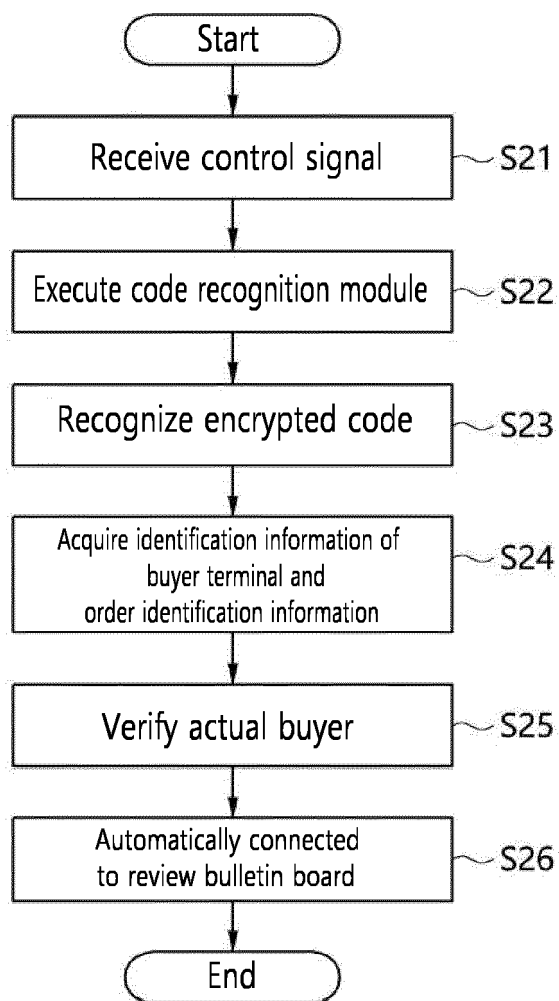 Start
Receive control signal
S21
Execute code recognition module
S22
Recognize encrypted code
S23
Acquire identification information of
buyer terminal and
order identification information
S24
Verify actual buyer
S25
Automatically connected
to review bulletin board
S26
End